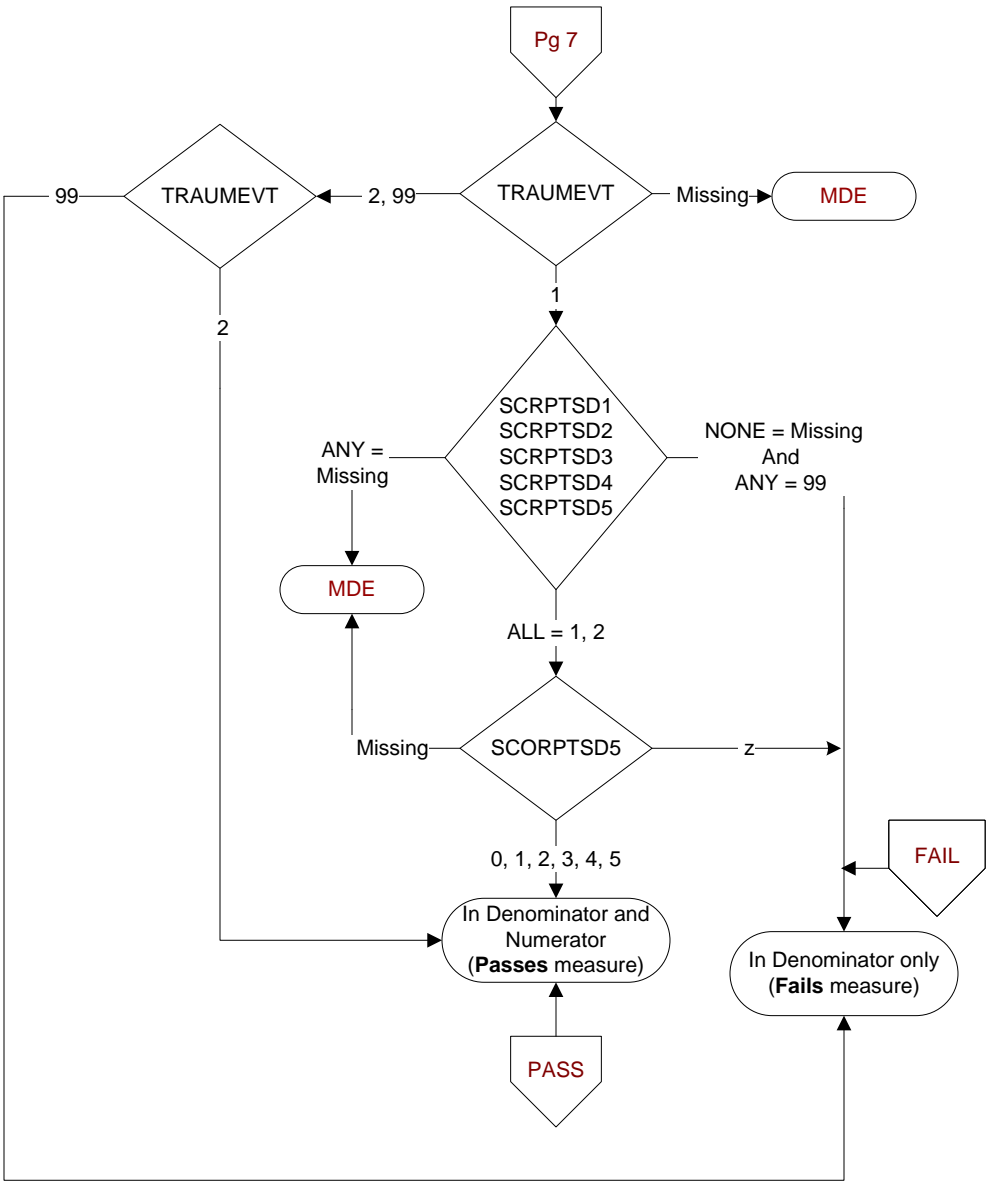 Pg 7
99
TRAUMEVT
2, 99
TRAUMEVT
Missing
MDE
2
1
SCRPTSD1
SCRPTSD2
SCRPTSD3
SCRPTSD4
SCRPTSD5
ANY =
Missing
NONE = Missing
And
ANY = 99
MDE
ALL = 1, 2
Missing
SCORPTSD5
z
0, 1, 2, 3, 4, 5
FAIL
In Denominator and
Numerator
(Passes measure)
In Denominator only
(Fails measure)
PASS